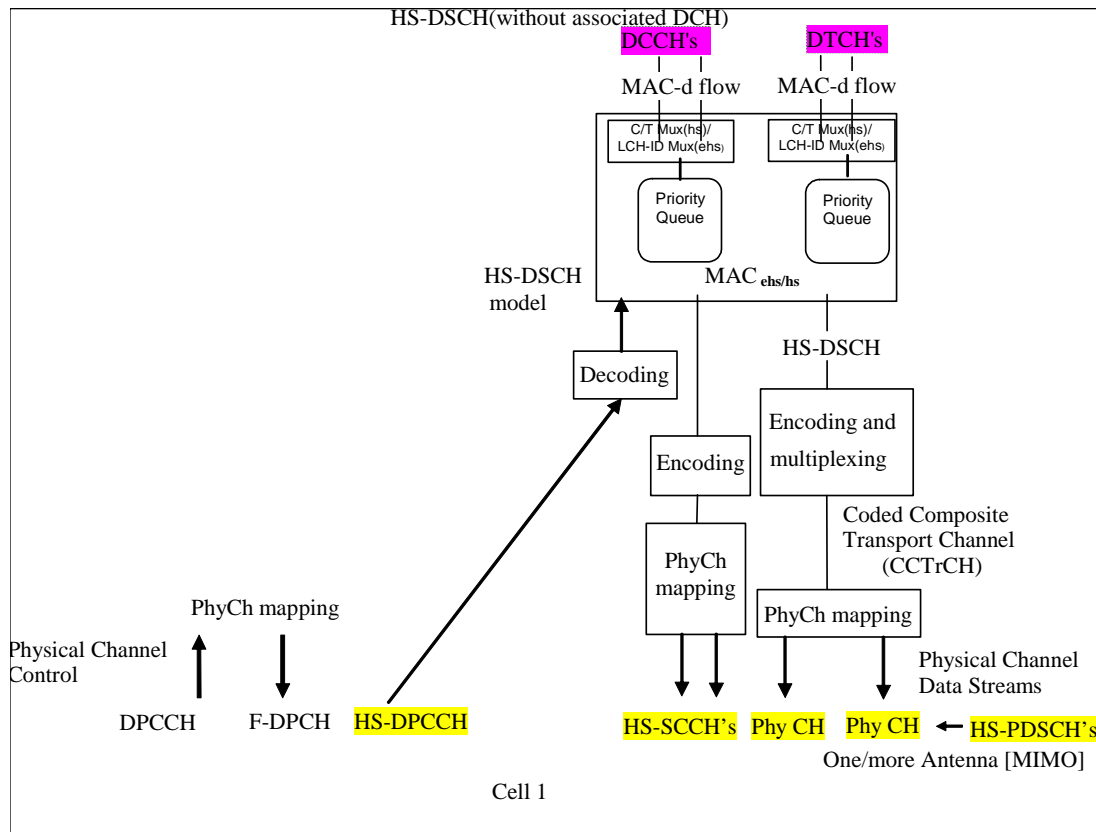 HS-DSCH(without associated DCH)
DCCH's
DTCH's
MAC-d flow
MAC-d flow
C/T Mux(hs)/
LCH-ID Mux(ehs)
C/T Mux(hs)/
LCH-ID Mux(ehs)
Priority
Queue
Priority
Queue
HS-DSCH
model
MAC ehs/hs
HS-DSCH
Decoding
Encoding and
multiplexing
Encoding
Coded Composite
Transport Channel
(CCTrCH)
PhyCh
mapping
PhyCh mapping
PhyCh mapping
Physical Channel
Control
Physical Channel
Data Streams
DPCCH
F-DPCH
HS-DPCCH
HS-SCCH’s
Phy CH
Phy CH
HS-PDSCH’s
One/more Antenna [MIMO]
Cell 1